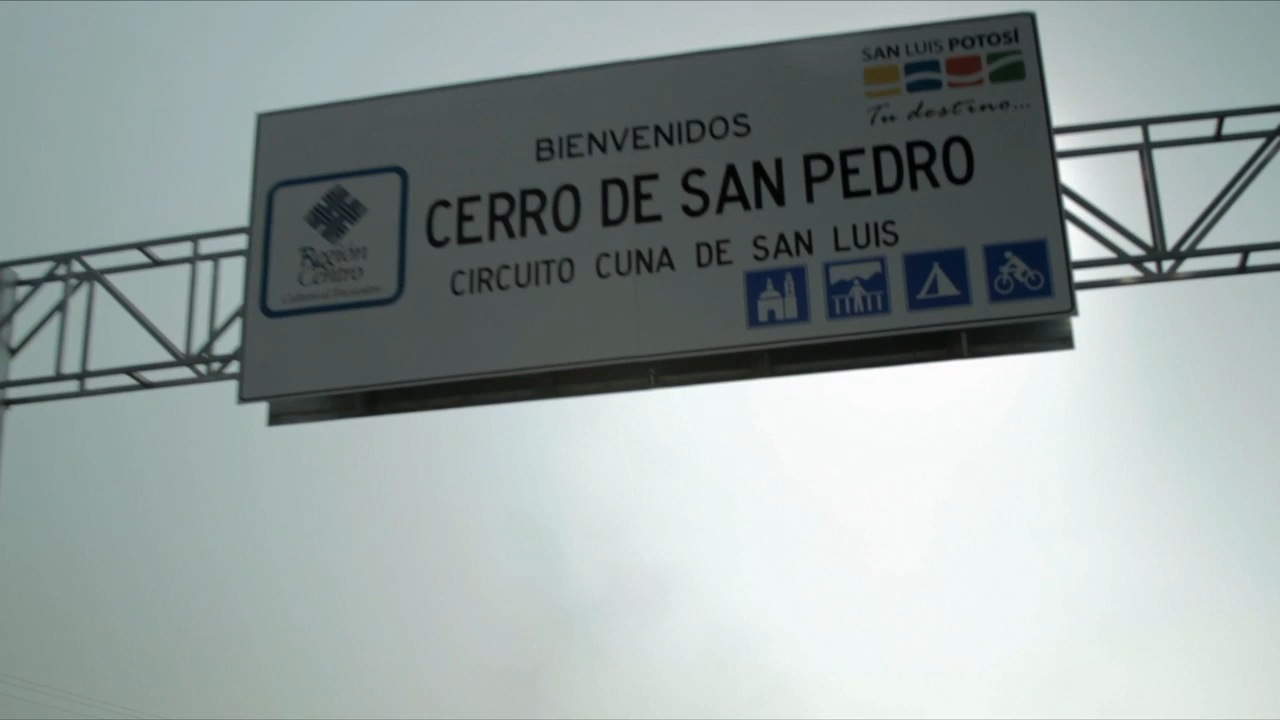 SAN LUIS POTOSÍ
Tu destino...
BIENVENIDOS
CERRO DE SAN PEDRO
CIRCUITO CUNA DE SAN LUIS
Región
Centro